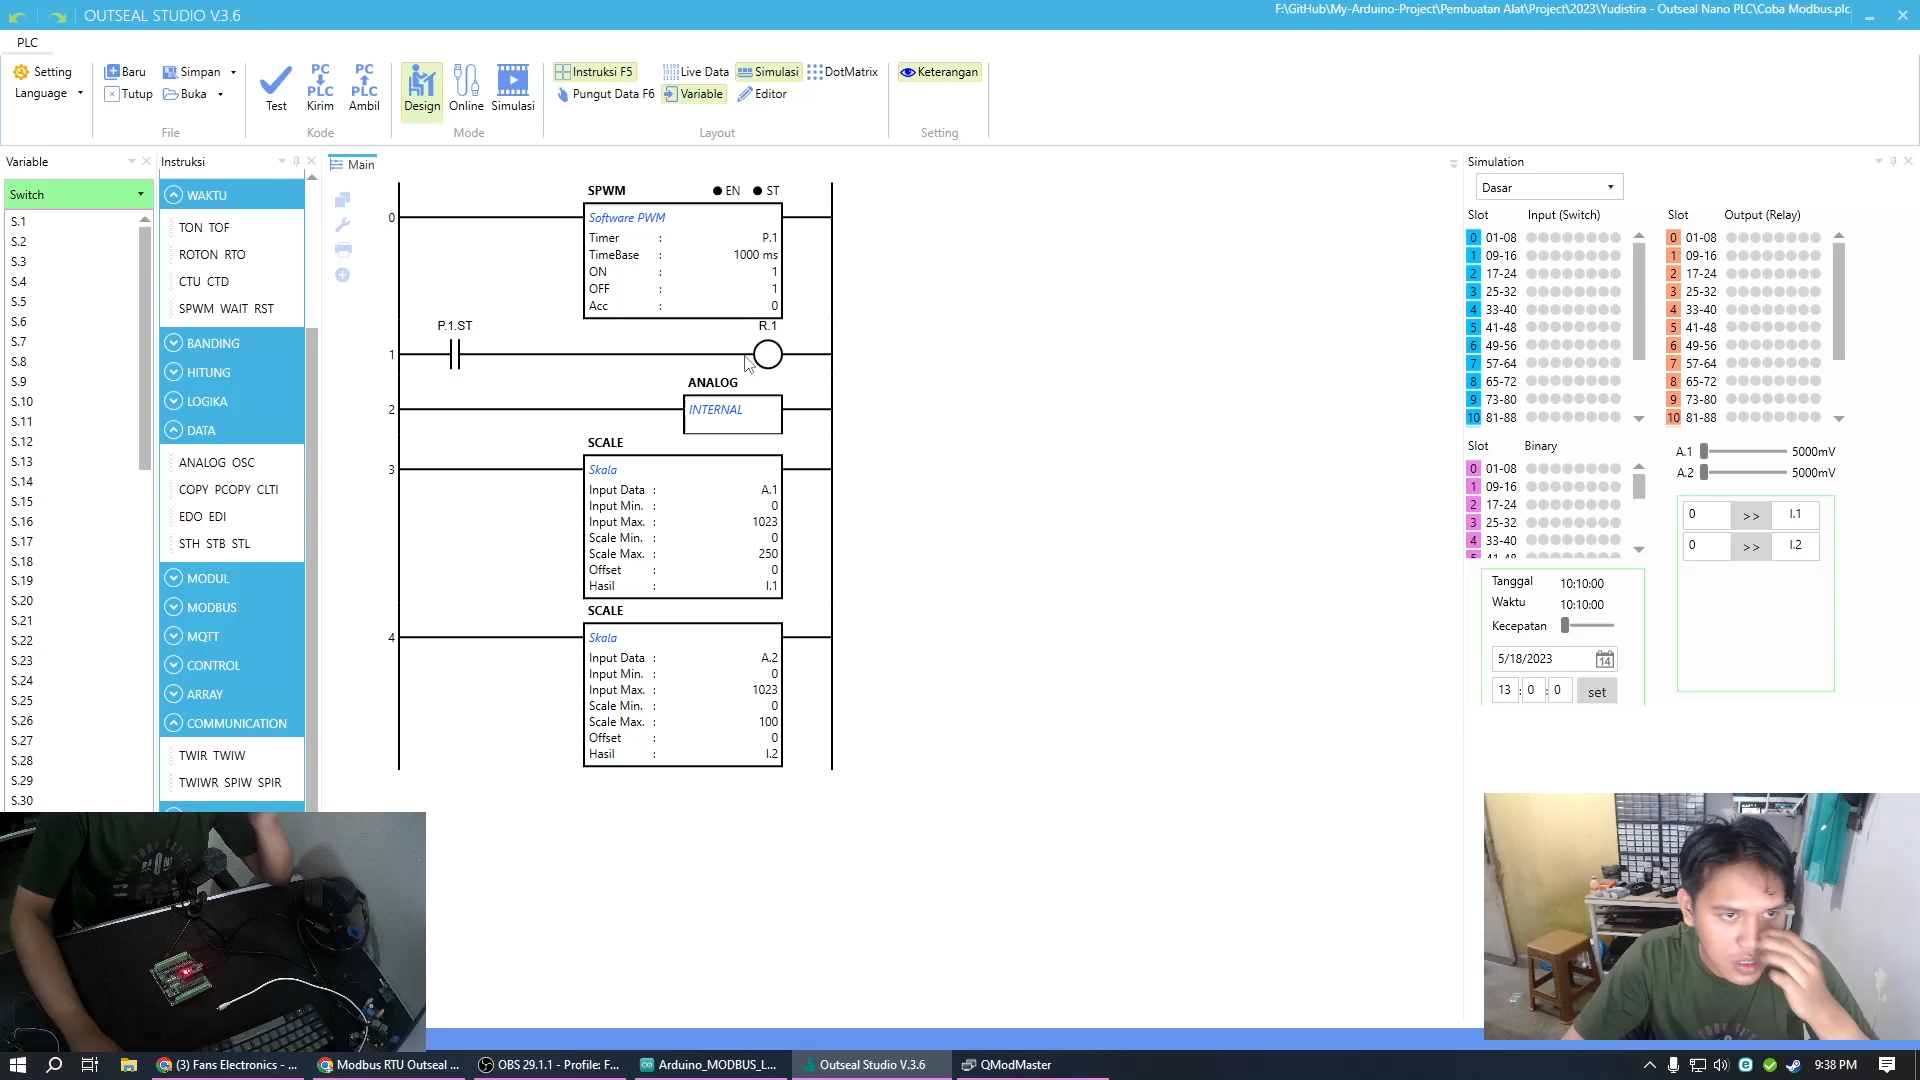 OUTSEAL STUDIO V.3.6
F:\GitHub\My-Arduino-Project\Pembuatan Alat\Project\2023\Yudistira - Outseal Nano PLC\Coba Modbus.plc
PLC
Setting
Language
Baru
Simpan
Tutup
Buka
File
Test
PC PLC Kirim
PC PLC Ambil
Kode
Design
Online
Simulasi
Mode
Instruksi F5
Live Data
Simulasi
DotMatrix
Pungut Data F6
Variable
Editor
Layout
Keterangan
Setting
Variable
Switch
S.1
S.2
S.3
S.4
S.5
S.6
S.7
S.8
S.9
S.10
S.11
S.12
S.13
S.14
S.15
S.16
S.17
S.18
S.19
S.20
S.21
S.22
S.23
S.24
S.25
S.26
S.27
S.28
S.29
S.30
Instruksi
WAKTU
TON TOF
ROTON RTO
CTU CTD
SPWM WAIT RST
BANDING
HITUNG
LOGIKA
DATA
ANALOG OSC
COPY PCOPY CLTI
EDO EDI
STH STB STL
MODUL
MODBUS
MQTT
CONTROL
ARRAY
COMMUNICATION
TWIR TWIW
TWIWR SPIW SPIR
Main
0
SPWM EN ST
Software PWM
Timer : P.1
TimeBase : 1000 ms
ON : 1
OFF : 1
Acc : 0
1
P.1.ST
R.1
2
ANALOG
INTERNAL
3
SCALE
Skala
Input Data : A.1
Input Min. : 0
Input Max. : 1023
Scale Min. : 0
Scale Max. : 250
Offset : 0
Hasil : I.1
4
SCALE
Skala
Input Data : A.2
Input Min. : 0
Input Max. : 1023
Scale Min. : 0
Scale Max. : 100
Offset : 0
Hasil : I.2
Simulation
Dasar
Slot Input (Switch)
0 01-08
1 09-16
2 17-24
3 25-32
4 33-40
5 41-48
6 49-56
7 57-64
8 65-72
9 73-80
10 81-88
Slot Output (Relay)
0 01-08
1 09-16
2 17-24
3 25-32
4 33-40
5 41-48
6 49-56
7 57-64
8 65-72
9 73-80
10 81-88
Slot Binary
0 01-08
1 09-16
2 17-24
3 25-32
4 33-40
A.1 5000mV
A.2 5000mV
0 >> I.1
0 >> I.2
Tanggal 10:10:00
Waktu 10:10:00
Kecepatan
5/18/2023 14
13 : 0 : 0 set
(3) Fans Electronics - ...
Modbus RTU Outseal ...
OBS 29.1.1 - Profile: F...
Arduino_MODBUS_L...
Outseal Studio V.3.6
QModMaster
9:38 PM